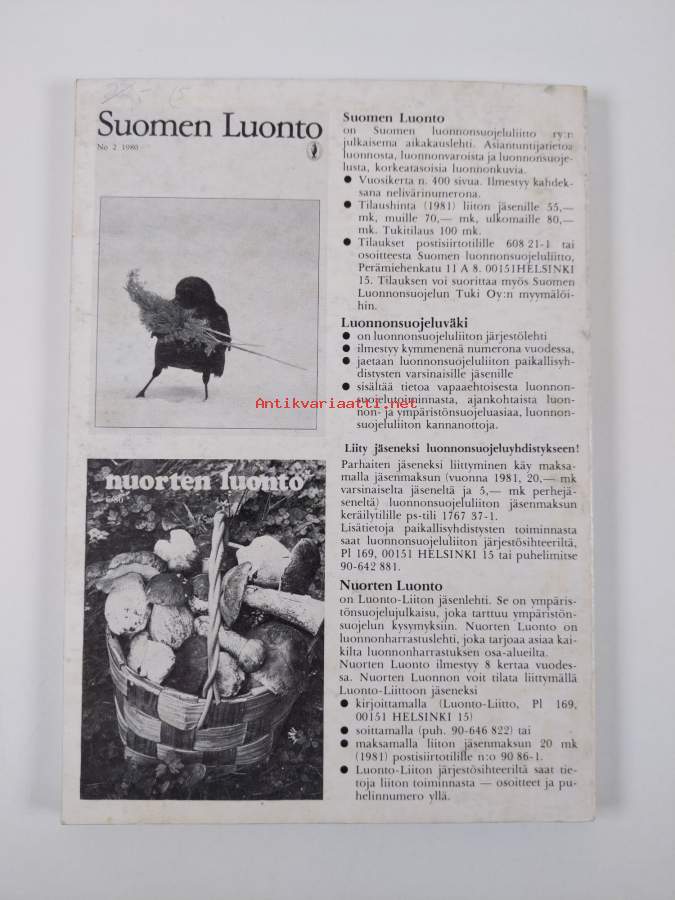 Suomen Luonto
No 2 1980
nuorten luonto
Suomen Luonto
on Suomen luonnonsuojeluliitto ry:n
julkaisema aikakauslehti. Asiantuntijatietoa
luonnosta, luonnonvaroista ja luonnonsuoje-
lusta, korkeatasoisia luonnonkuvia.
● Vuosikerta n. 400 sivua. Ilmestyy kahdek-
sana nelivärinumerona.
● Tilaushinta (1981) liiton jäsenille 55,—
mk, muille 70,— mk, ulkomaille 80,—
mk. Tukitilaus 100 mk.
● Tilaukset postisiirtotilille 608 21-1 tai
osoitteesta Suomen luonnonsuojeluliitto,
Perämiehenkatu 11 A 8. 00151HELSINKI
15. Tilauksen voi suorittaa myös Suomen
Luonnonsuojelun Tuki Oy:n myymälöi-
hin.
Luonnonsuojeluväki
● on luonnonsuojeluliiton järjestölehti
● ilmestyy kymmenenä numerona vuodessa,
● jaetaan luonnonsuojeluliiton paikallisyh-
distysten varsinaisille jäsenille
● sisältää tietoa vapaaehtoisesta luonnon-
suojelutoiminnasta, ajankohtaista luon-
non- ja ympäristönsuojeluasiaa, luonnon-
suojeluliiton kannanottoja.
Antikvariaatti.net
Liity jäseneksi luonnonsuojeluyhdistykseen!
Parhaiten jäseneksi liittyminen käy maksa-
malla jäsenmaksun (vuonna 1981, 20,— mk
varsinaiselta jäseneltä ja 5,— mk perhejä-
seneltä) luonnonsuojeluliiton jäsenmaksun
keräilytilille ps-tili 1767 37-1.
Lisätietoja paikallisyhdistysten toiminnasta
saat luonnonsuojeluliiton järjestösihteeriltä,
Pl 169, 00151 HELSINKI 15 tai puhelimitse
90-642 881.
Nuorten Luonto
on Luonto-Liiton jäsenlehti. Se on ympäris-
tönsuojelujulkaisu, joka tarttuu ympäristön-
suojelun kysymyksiin. Nuorten Luonto on
luonnonharrastuslehti, joka tarjoaa asiaa kai-
kilta luonnonharrastuksen osa-alueilta.
Nuorten Luonto ilmestyy 8 kertaa vuodes-
sa. Nuorten Luonnon voit tilata liittymällä
Luonto-Liittoon jäseneksi
● kirjoittamalla (Luonto-Liitto, Pl 169,
00151 HELSINKI 15)
● soittamalla (puh. 90-646 822) tai
● maksamalla liiton jäsenmaksun 20 mk
(1981) postisiirtotilille n:o 90 86-1.
● Luonto-Liiton järjestösihteeriltä saat tie-
toja liiton toiminnasta — osoitteet ja pu-
helinnumero yllä.